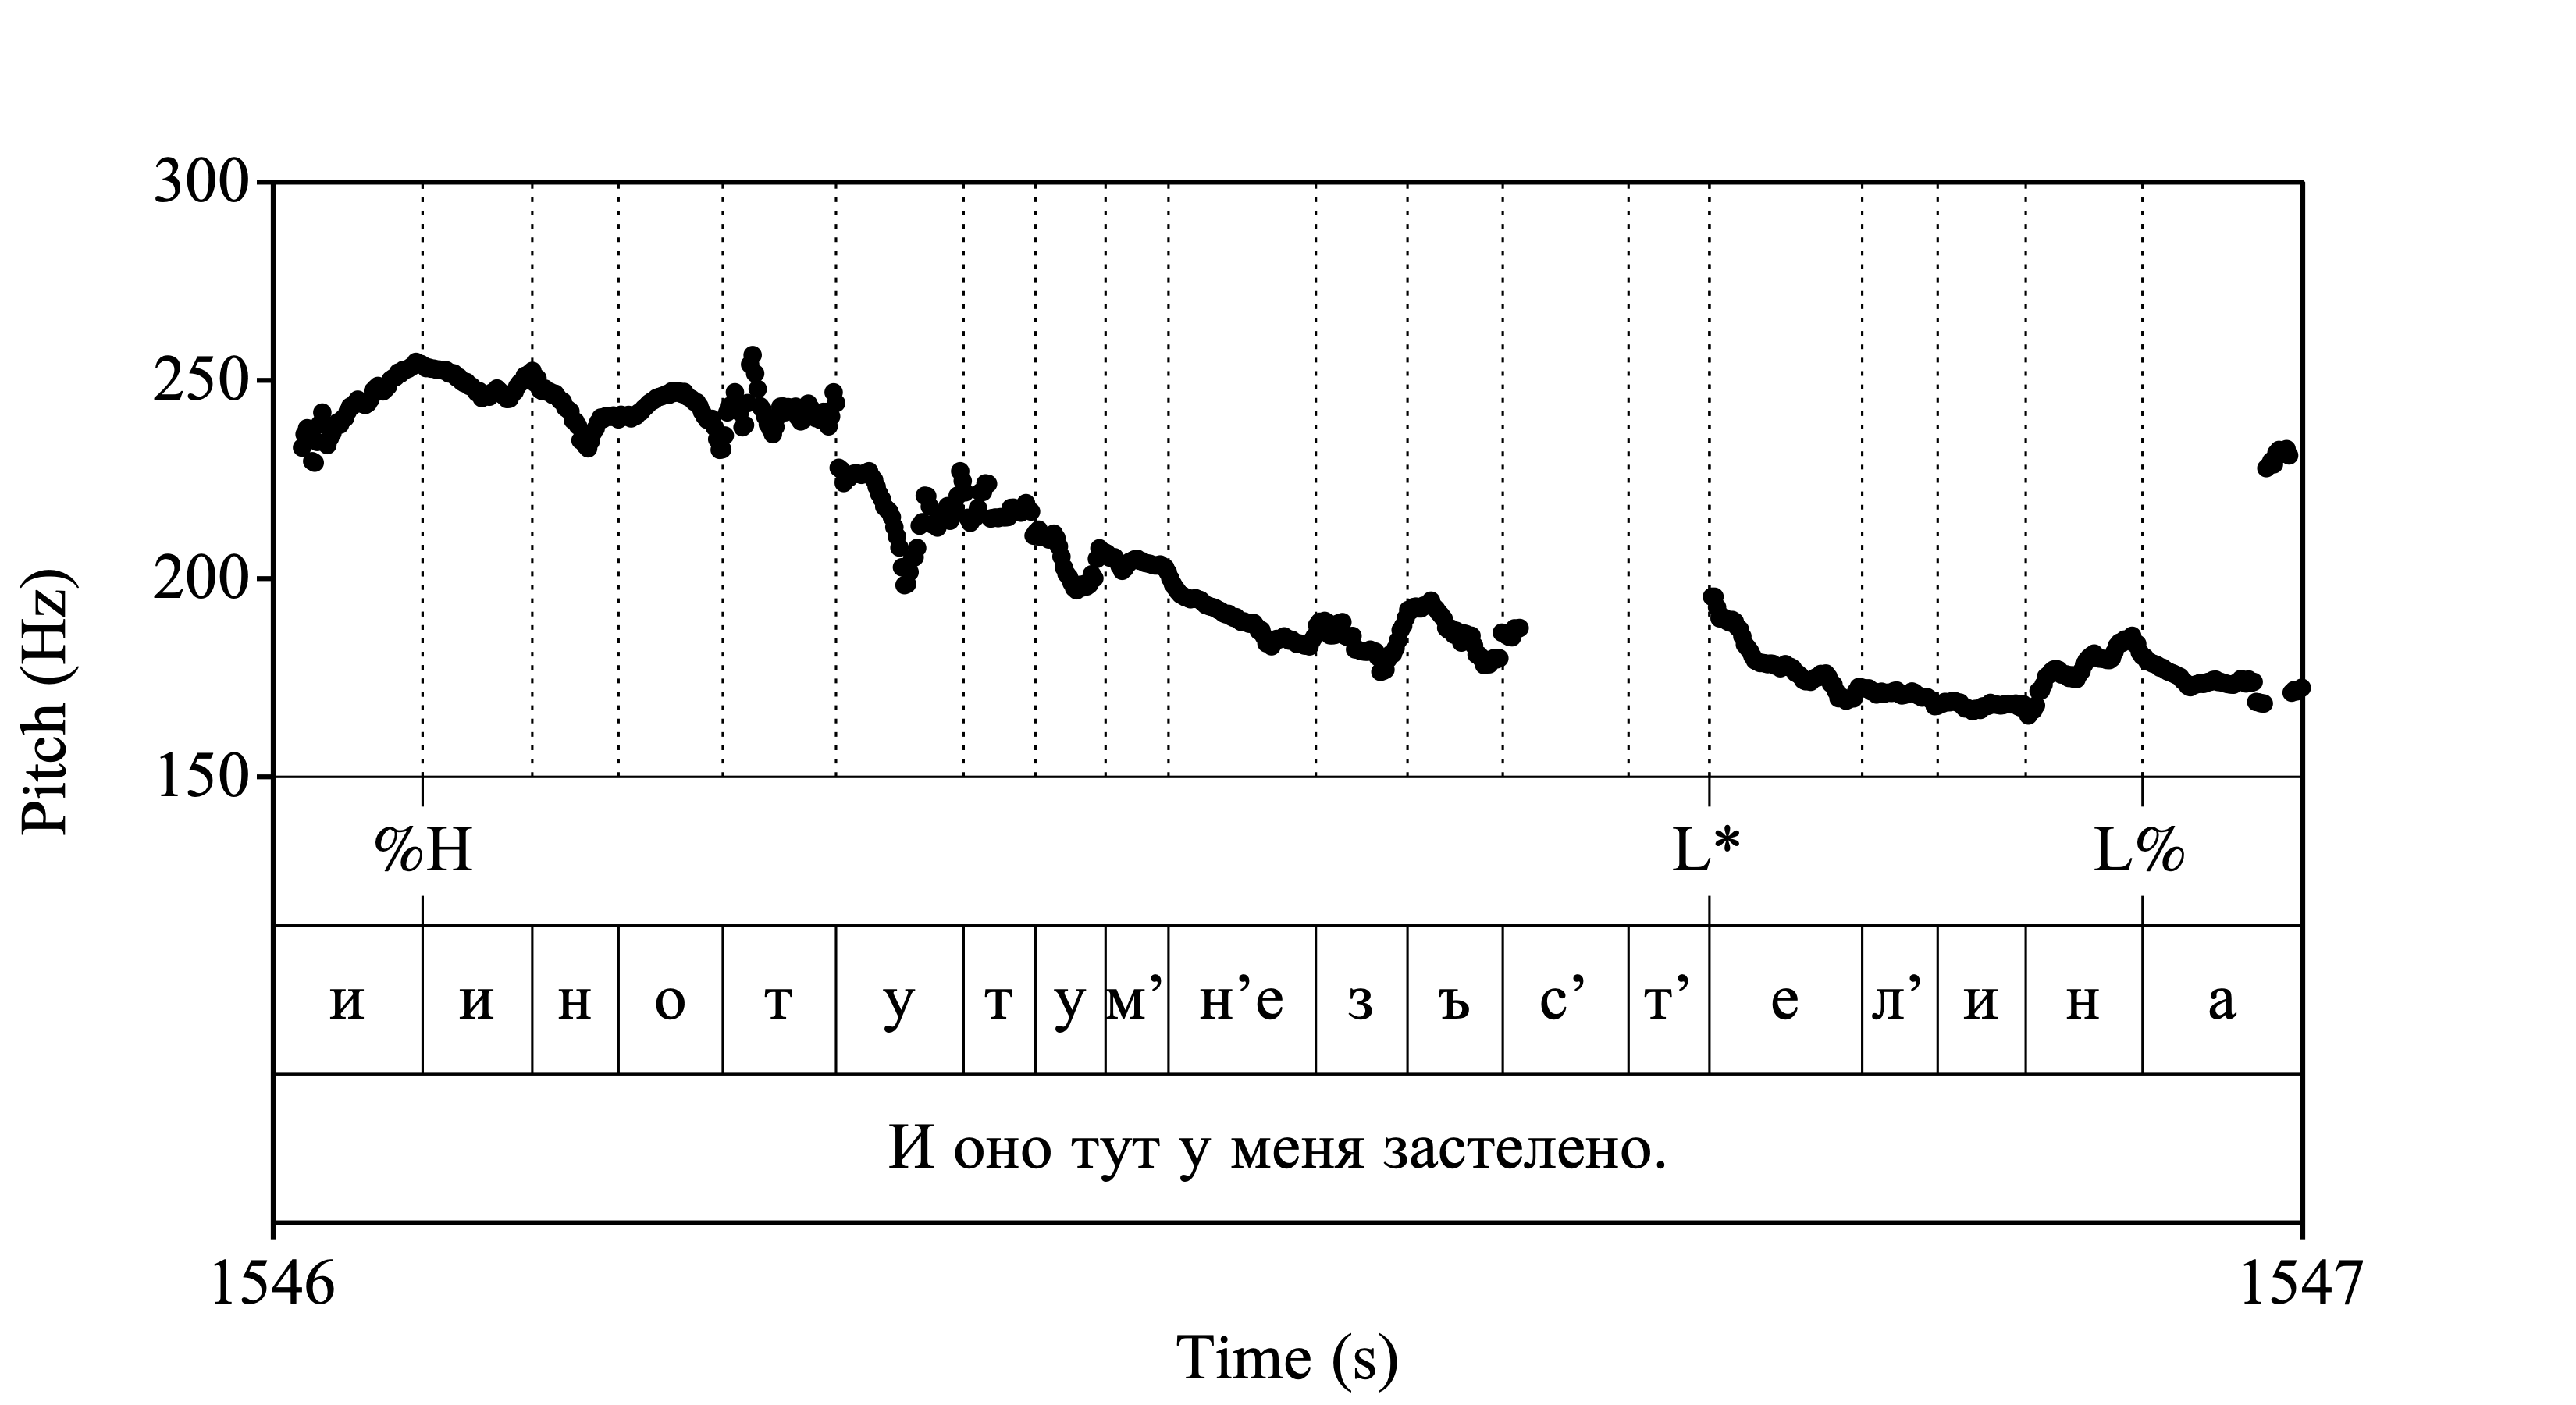 300
250
200
150
Pitch (Hz)
%H L* L%
и и н о т у т у м’ н’е з ъ с’ т’ е л’ и н а
И оно тут у меня застелено.
1546 1547
Time (s)